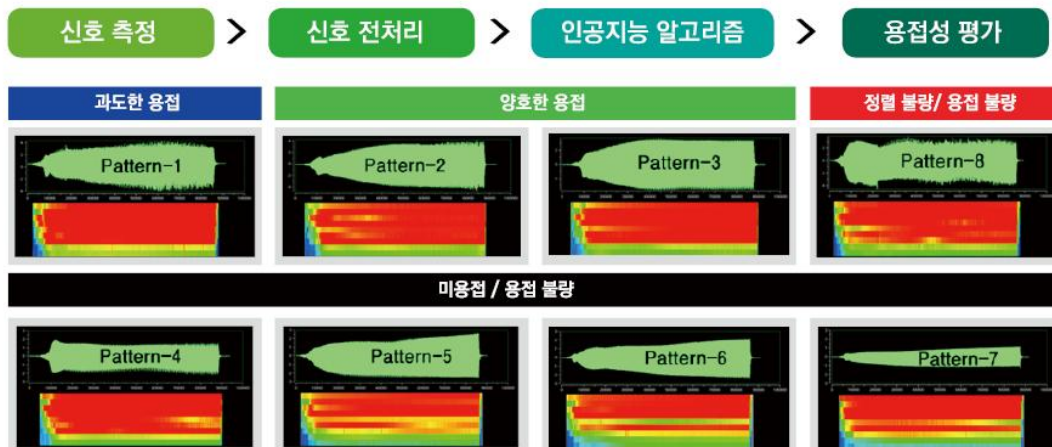 신호 측정 > 신호 전처리 > 인공지능 알고리즘 > 용접성 평가
과도한 용접 양호한 용접 정렬 불량/ 용접 불량
Pattern-1 Pattern-2 Pattern-3 Pattern-8
미용접 / 용접 불량
Pattern-4 Pattern-5 Pattern-6 Pattern-7